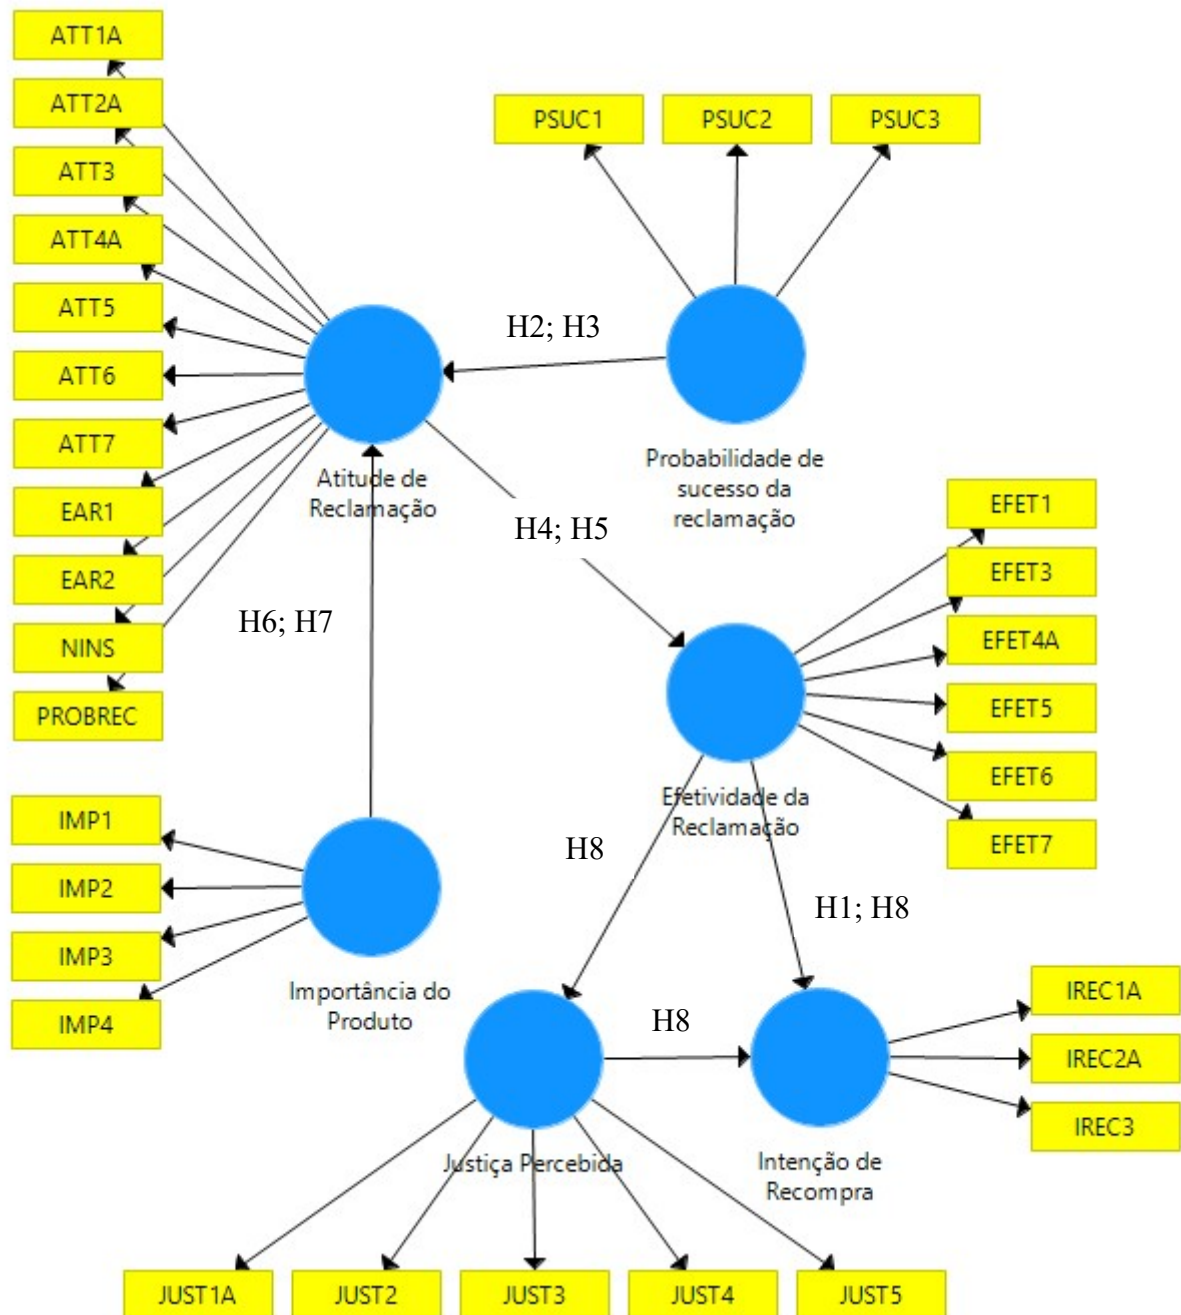 ATT1A
ATT2A
ATT3
ATT4A
ATT5
ATT6
ATT7
EAR1
EAR2
NINS
PROBREC
PSUC1
PSUC2
PSUC3
H2; H3
Atitude de
Reclamação
Probabilidade de
sucesso da
reclamação
H4; H5
H6; H7
EFET1
EFET3
EFET4A
EFET5
EFET6
EFET7
Efetividade da
Reclamação
IMP1
IMP2
IMP3
IMP4
Importância do
Produto
H8
H1; H8
H8
IREC1A
IREC2A
IREC3
Justiça Percebida
Intenção de
Recompra
JUST1A
JUST2
JUST3
JUST4
JUST5